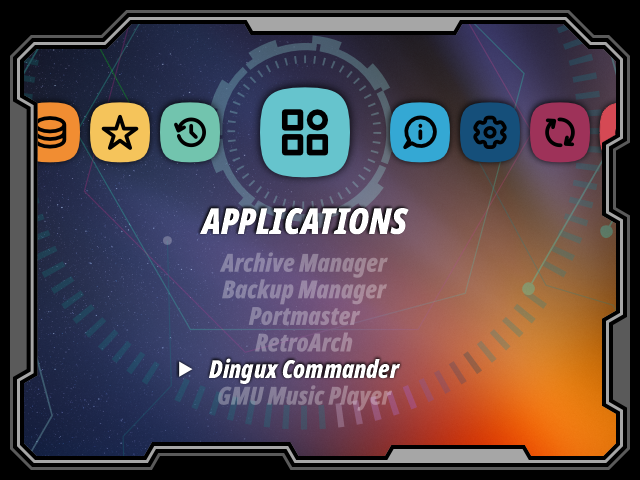 APPLICATIONS
Archive Manager
Backup Manager
Portmaster
RetroArch
Dingux Commander
GMU Music Player